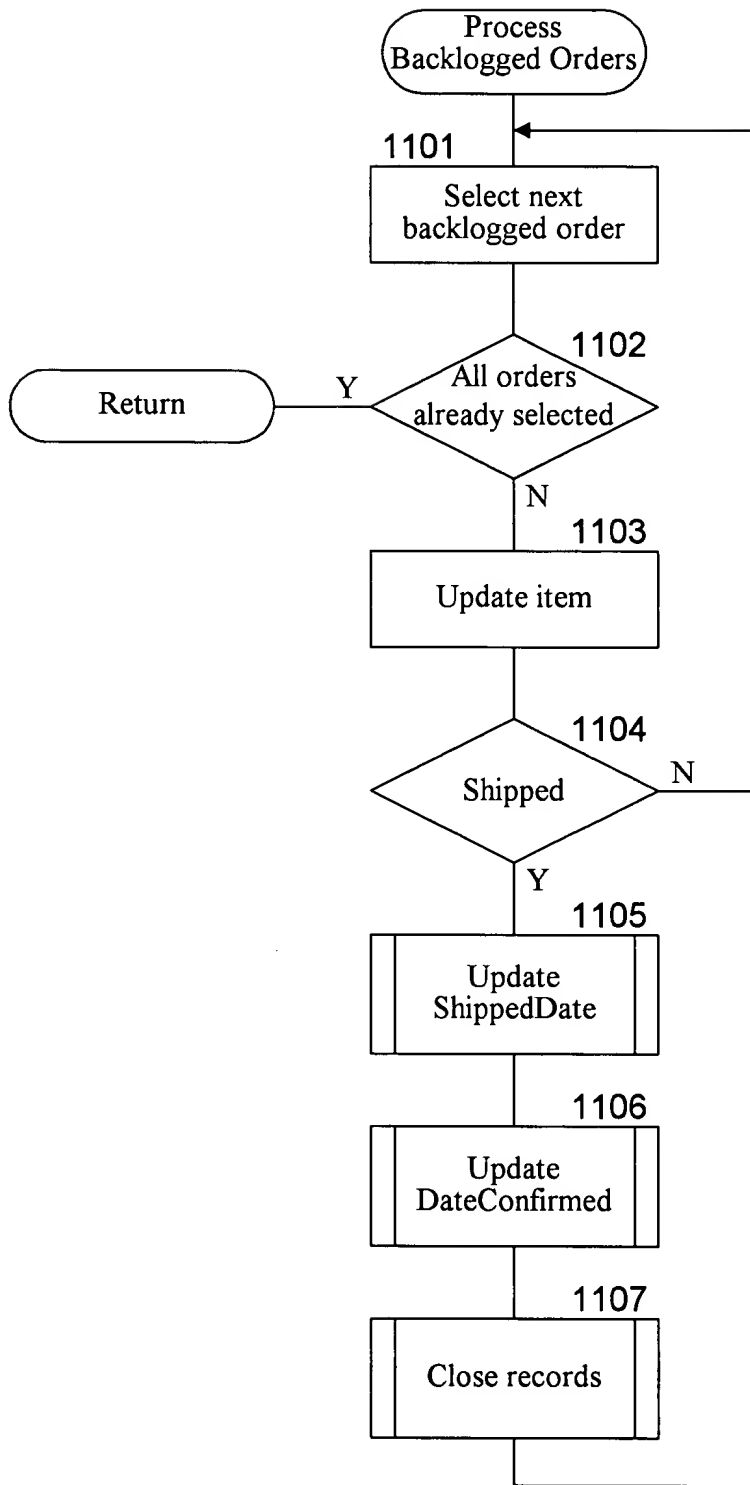 Process
Backlogged Orders
1101
Select next
backlogged order
1102
All orders
already selected
Y
Return
N
1103
Update item
1104
Shipped
N
Y
1105
Update
ShippedDate
1106
Update
DateConfirmed
1107
Close records